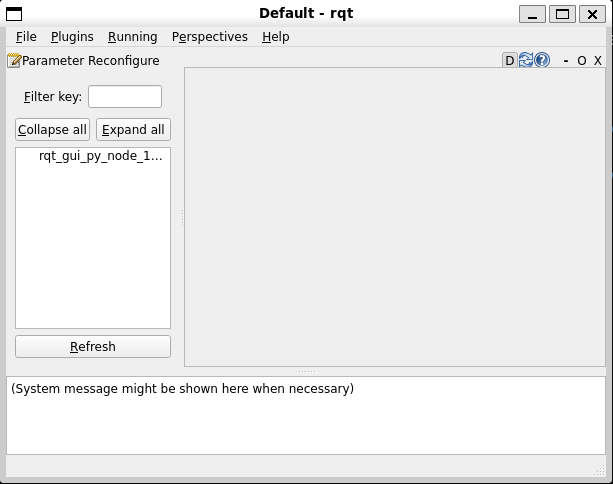 Default - rqt
File Plugins Running Perspectives Help
Parameter Reconfigure D ? - O X
Filter key:
Collapse all Expand all
rqt_gui_py_node_1...
Refresh
(System message might be shown here when necessary)